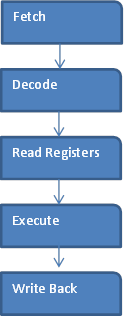 Fetch
Decode
Read Registers
Execute
Write Back